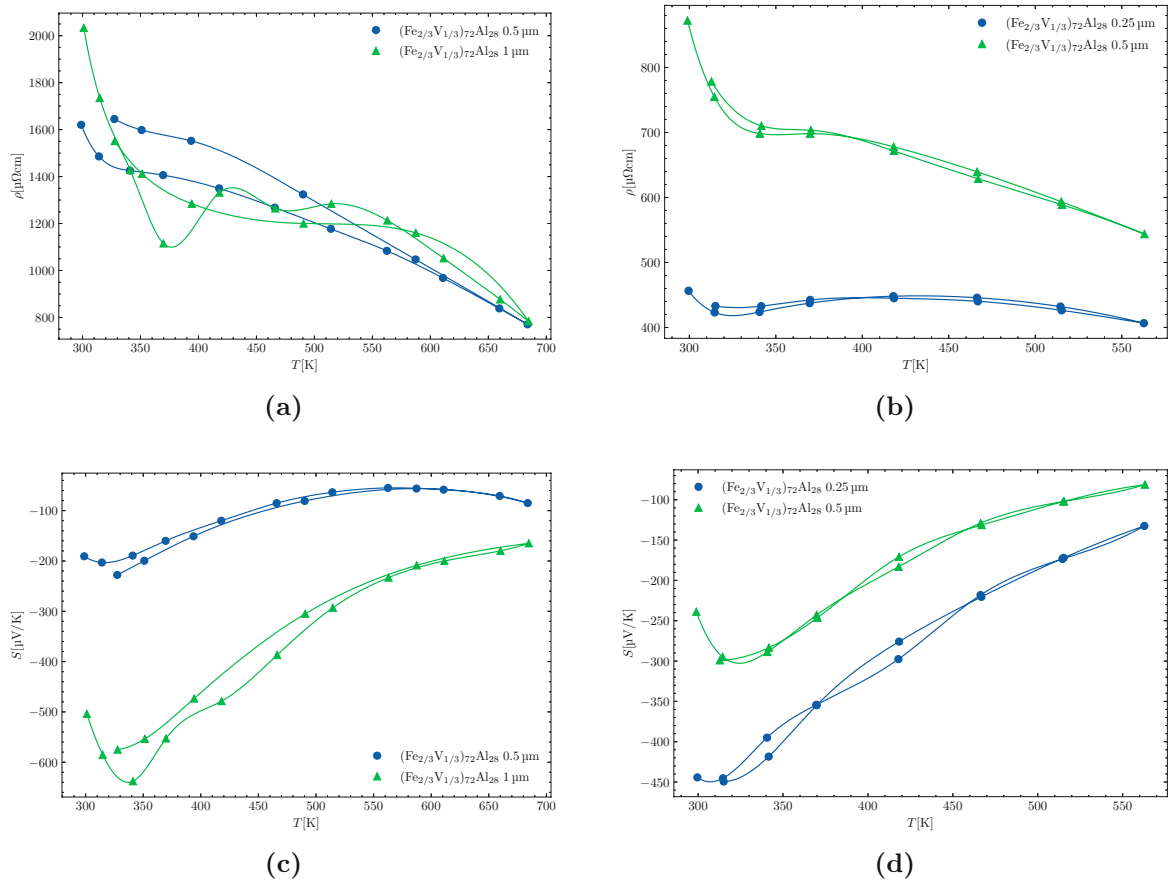 (Fe2/3V1/3)72Al28 0.5 µm
(Fe2/3V1/3)72Al28 1 µm
2000
1800
1600
1400
1200
1000
800
ρ[µΩcm]
300 350 400 450 500 550 600 650 700
T[K]
(a)
(Fe2/3V1/3)72Al28 0.25 µm
(Fe2/3V1/3)72Al28 0.5 µm
800
700
600
500
400
ρ[µΩcm]
300 350 400 450 500 550
T[K]
(b)
−100
−200
−300
−400
−500
−600
S[µV/K]
(Fe2/3V1/3)72Al28 0.5 µm
(Fe2/3V1/3)72Al28 1 µm
300 350 400 450 500 550 600 650 700
T[K]
(c)
(Fe2/3V1/3)72Al28 0.25 µm
(Fe2/3V1/3)72Al28 0.5 µm
−100
−150
−200
−250
−300
−350
−400
−450
S[µV/K]
300 350 400 450 500 550
T[K]
(d)